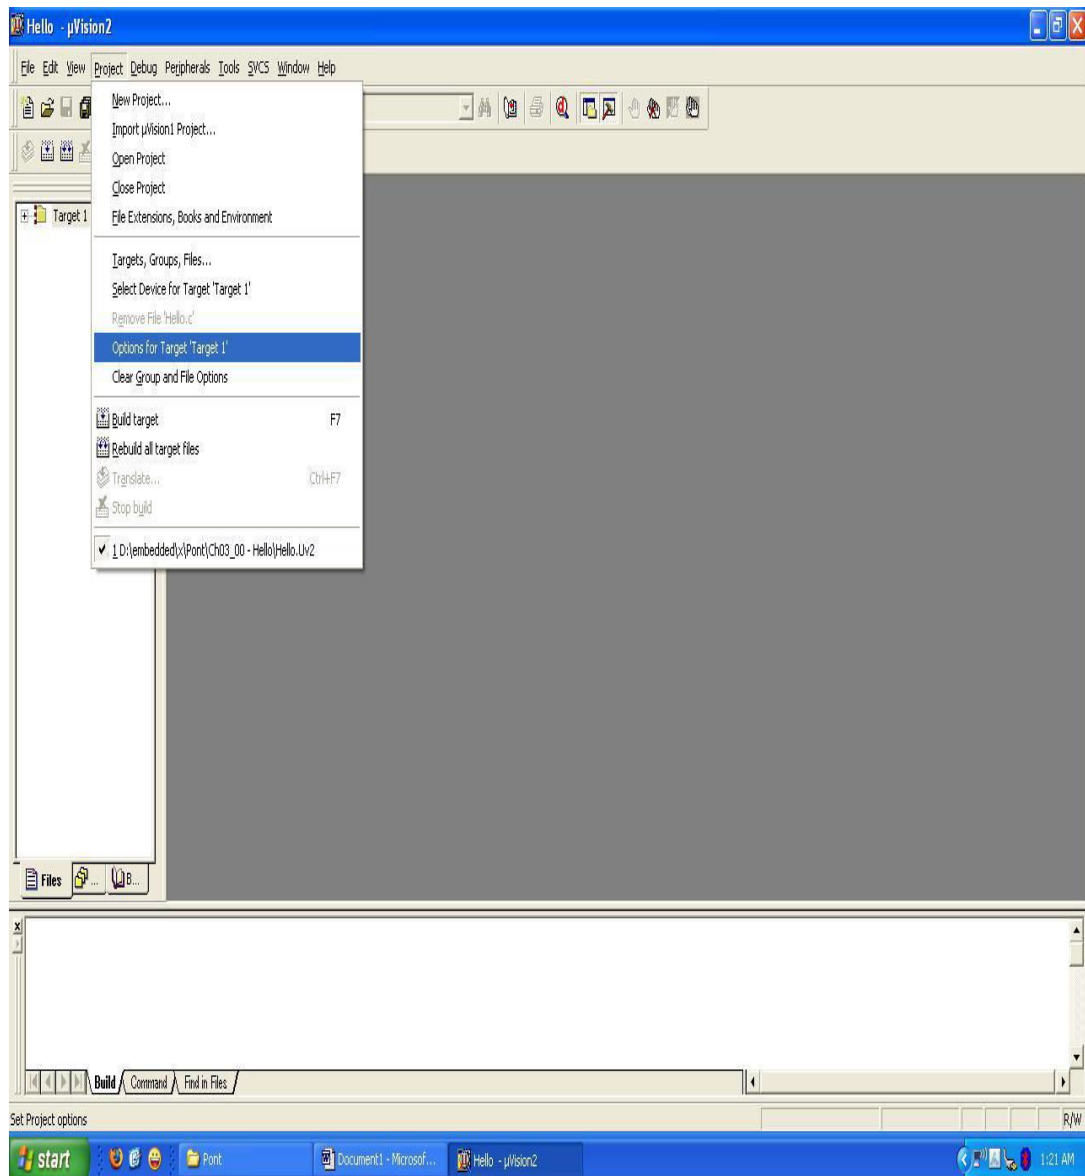 Hello - µVision2
File Edit View Project Debug Peripherals Tools SVCS Window Help
New Project...
Import µVision1 Project...
Open Project
Close Project
File Extensions, Books and Environment
Targets, Groups, Files...
Select Device for Target 'Target 1'
Remove File 'Hello.c'
Options for Target 'Target 1'
Clear Group and File Options
Build target F7
Rebuild all target files
Translate... Ctrl+F7
Stop build
1 D:\embedded\x\Pont\Ch03_00 - Hello\Hello.Uv2
Target 1
Files ... B...
Build Command Find in Files
Set Project options
R/W
start
Pont
Document1 - Microsof...
Hello - µVision2
1:21 AM